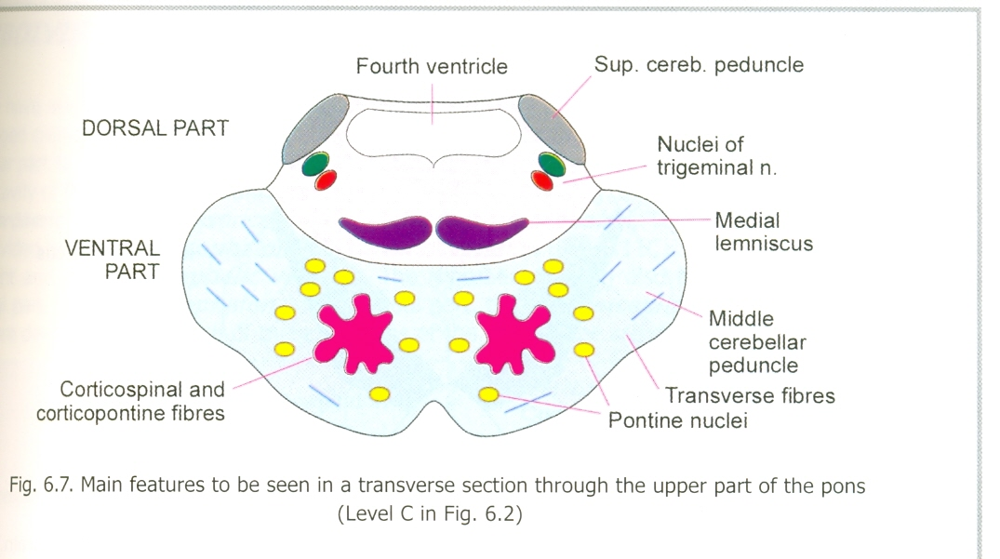 Fourth ventricle
Sup. cereb. peduncle
DORSAL PART
Nuclei of
trigeminal n.
Medial
lemniscus
VENTRAL
PART
Middle
cerebellar
peduncle
Corticospinal and
corticopontine fibres
Transverse fibres
Pontine nuclei
Fig. 6.7. Main features to be seen in a transverse section through the upper part of the pons
(Level C in Fig. 6.2)